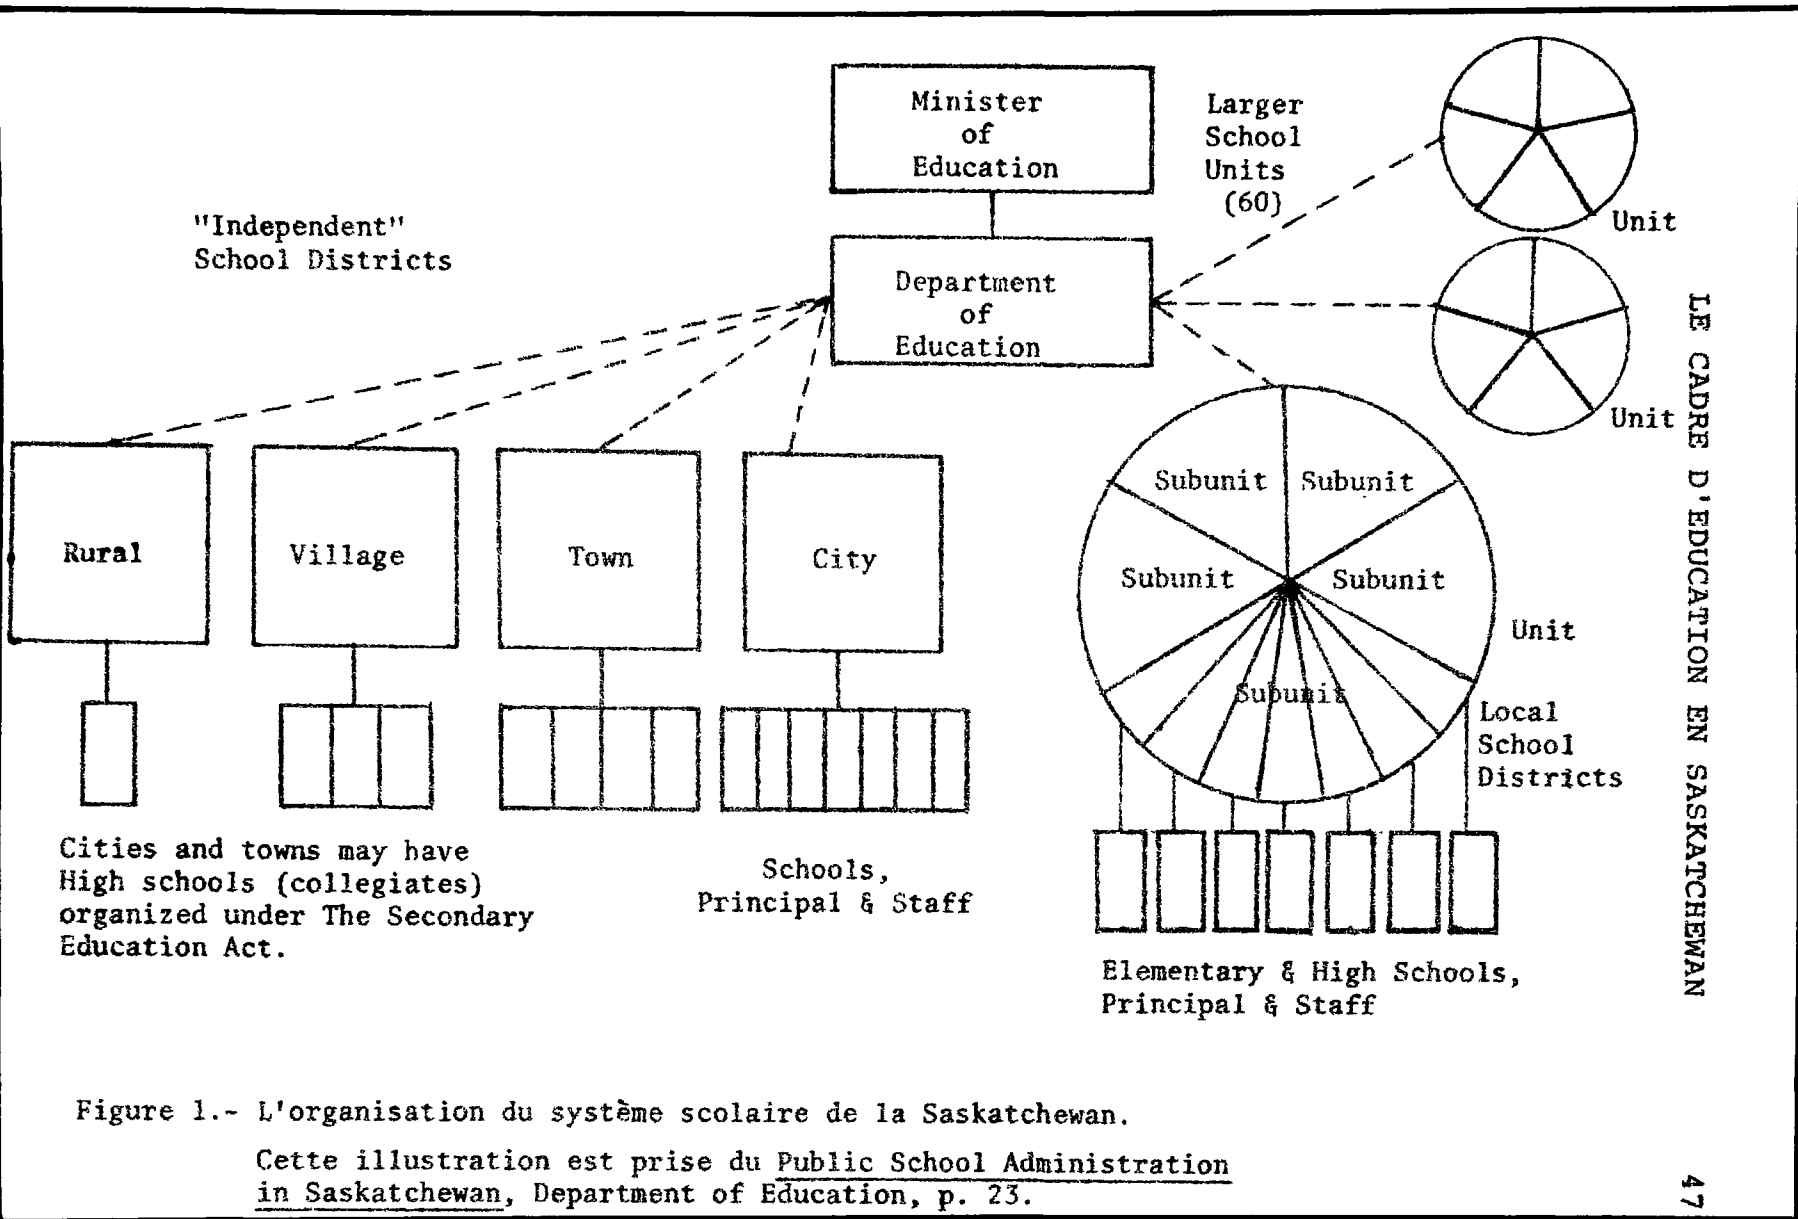 Minister
of
Education
Larger
School
Units
(60)
Unit
"Independent"
School Districts
Department
of
Education
Unit
Rural
Village
Town
City
Subunit
Subunit
Subunit
Subunit
Subunit
Unit
Local
School
Districts
Cities and towns may have
High schools (collegiates)
organized under The Secondary
Education Act.
Schools,
Principal & Staff
Elementary & High Schools,
Principal & Staff
Figure 1.- L'organisation du système scolaire de la Saskatchewan.
Cette illustration est prise du Public School Administration
in Saskatchewan, Department of Education, p. 23.
LE CADRE D'EDUCATION EN SASKATCHEWAN
47